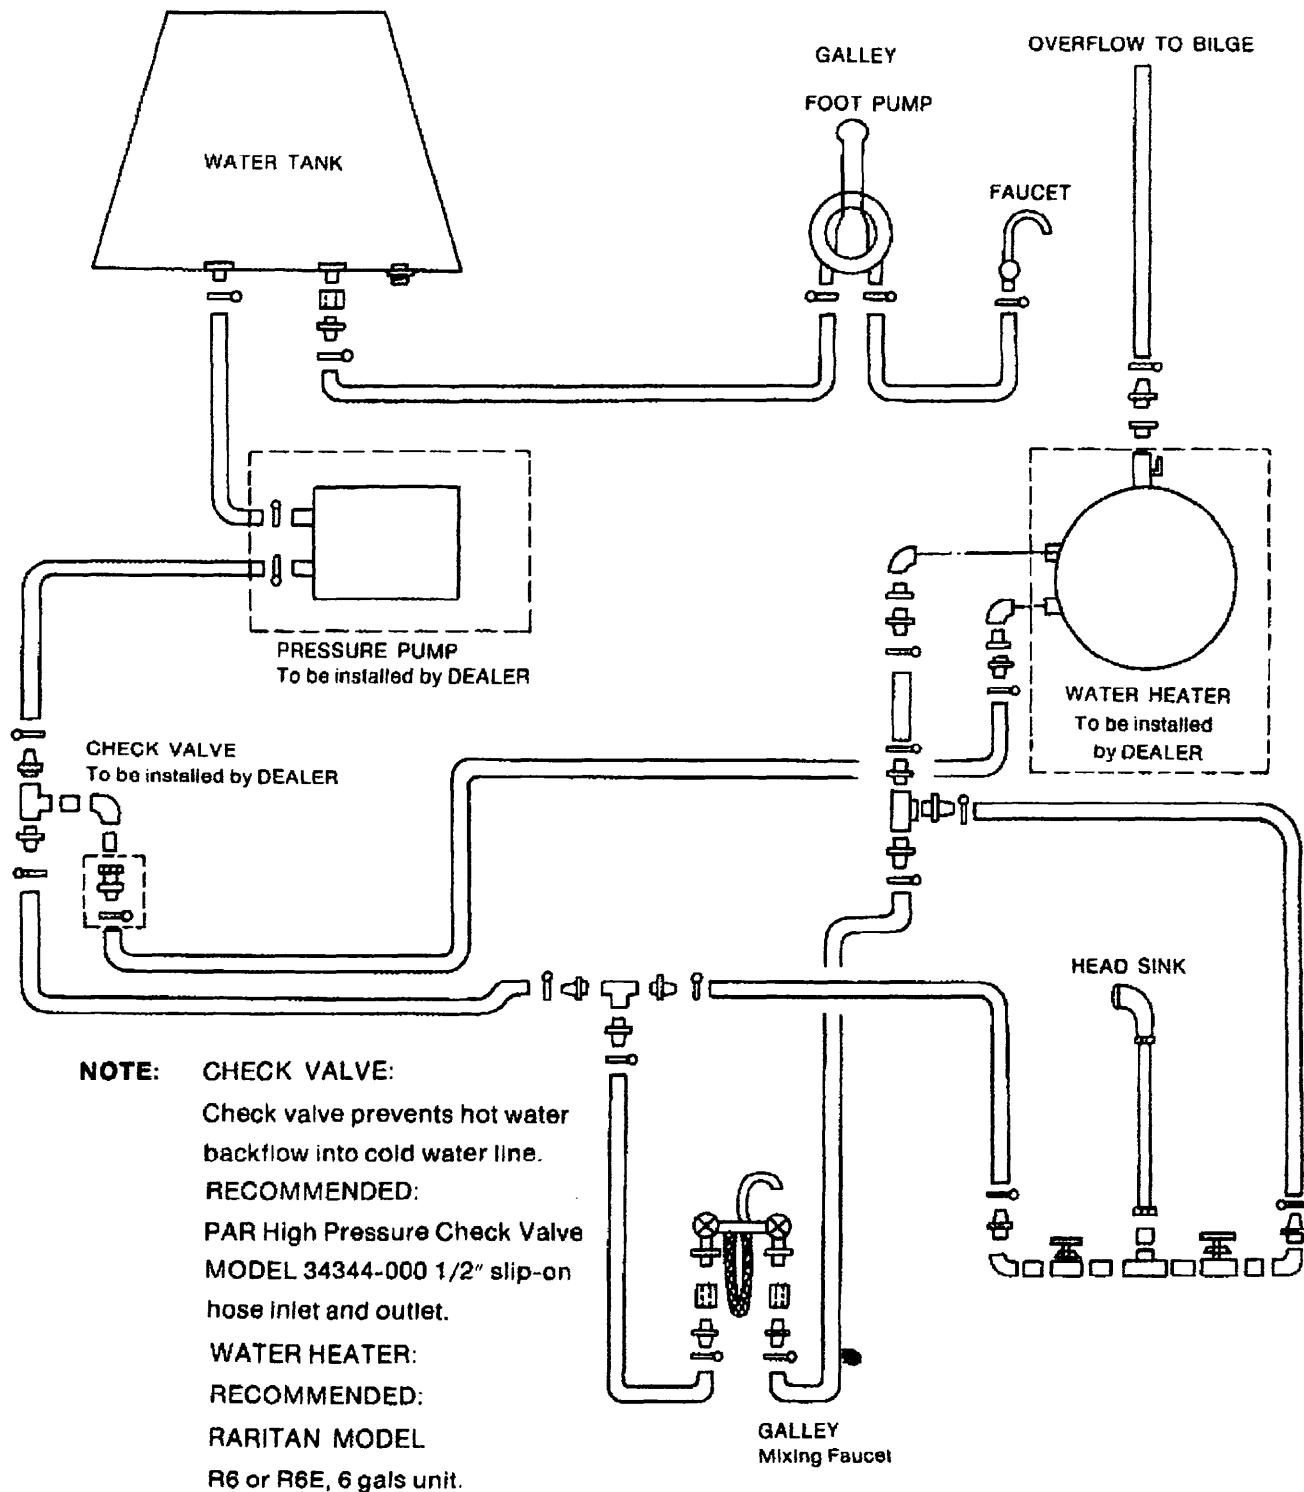 GALLEY
FOOT PUMP
OVERFLOW TO BILGE
WATER TANK
FAUCET
PRESSURE PUMP
To be installed by DEALER
WATER HEATER
To be installed
by DEALER
CHECK VALVE
To be installed by DEALER
HEAD SINK
NOTE: CHECK VALVE:
Check valve prevents hot water
backflow into cold water line.
RECOMMENDED:
PAR High Pressure Check Valve
MODEL 34344-000 1/2" slip-on
hose inlet and outlet.
WATER HEATER:
RECOMMENDED:
RARITAN MODEL
R6 or R6E, 6 gals unit.
GALLEY
Mixing Faucet